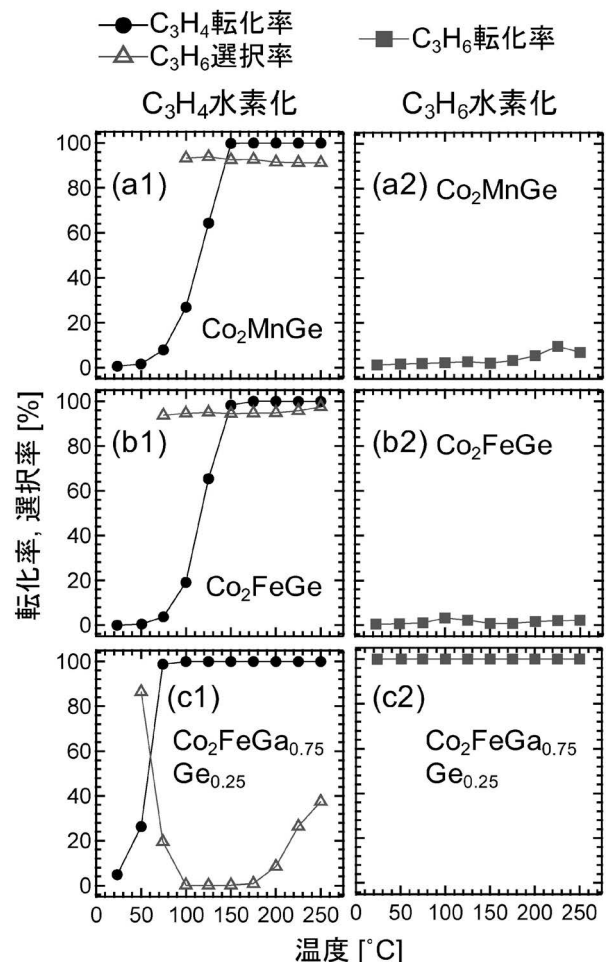 C₃H₄転化率
C₃H₆選択率
C₃H₆転化率
C₃H₄水素化
C₃H₆水素化
転化率, 選択率 [%]
100
80
60
40
20
0
(a1)
Co₂MnGe
(a2) Co₂MnGe
100
80
60
40
20
0
(b1)
Co₂FeGe
(b2) Co₂FeGe
100
80
60
40
20
0
(c1)
Co₂FeGa₀.₇₅
Ge₀.₂₅
(c2)
Co₂FeGa₀.₇₅
Ge₀.₂₅
0 50 100 150 200 250
0 50 100 150 200 250
温度 [˚C]